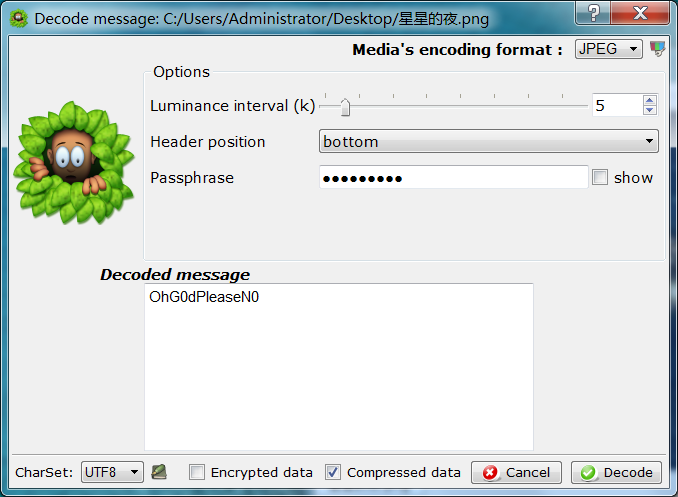 Decode message: C:/Users/Administrator/Desktop/星星的夜.png
Media's encoding format : JPEG
Options
Luminance interval (k) 5
Header position bottom
Passphrase ●●●●●●●●● show
Decoded message
OhG0dPleaseN0
CharSet: UTF8 Encrypted data Compressed data Cancel Decode